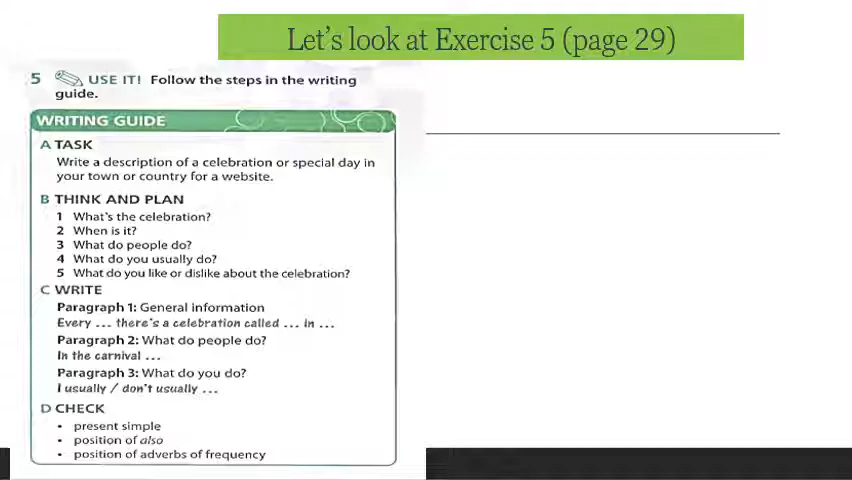 Let's look at Exercise 5 (page 29)
5 USE IT! Follow the steps in the writing
guide.
WRITING GUIDE
A TASK
Write a description of a celebration or special day in
your town or country for a website.
B THINK AND PLAN
1 What's the celebration?
2 When is it?
3 What do people do?
4 What do you usually do?
5 What do you like or dislike about the celebration?
C WRITE
Paragraph 1: General information
Every ... there's a celebration called ... in ...
Paragraph 2: What do people do?
In the carnival ...
Paragraph 3: What do you do?
I usually / don't usually ...
D CHECK
• present simple
• position of also
• position of adverbs of frequency